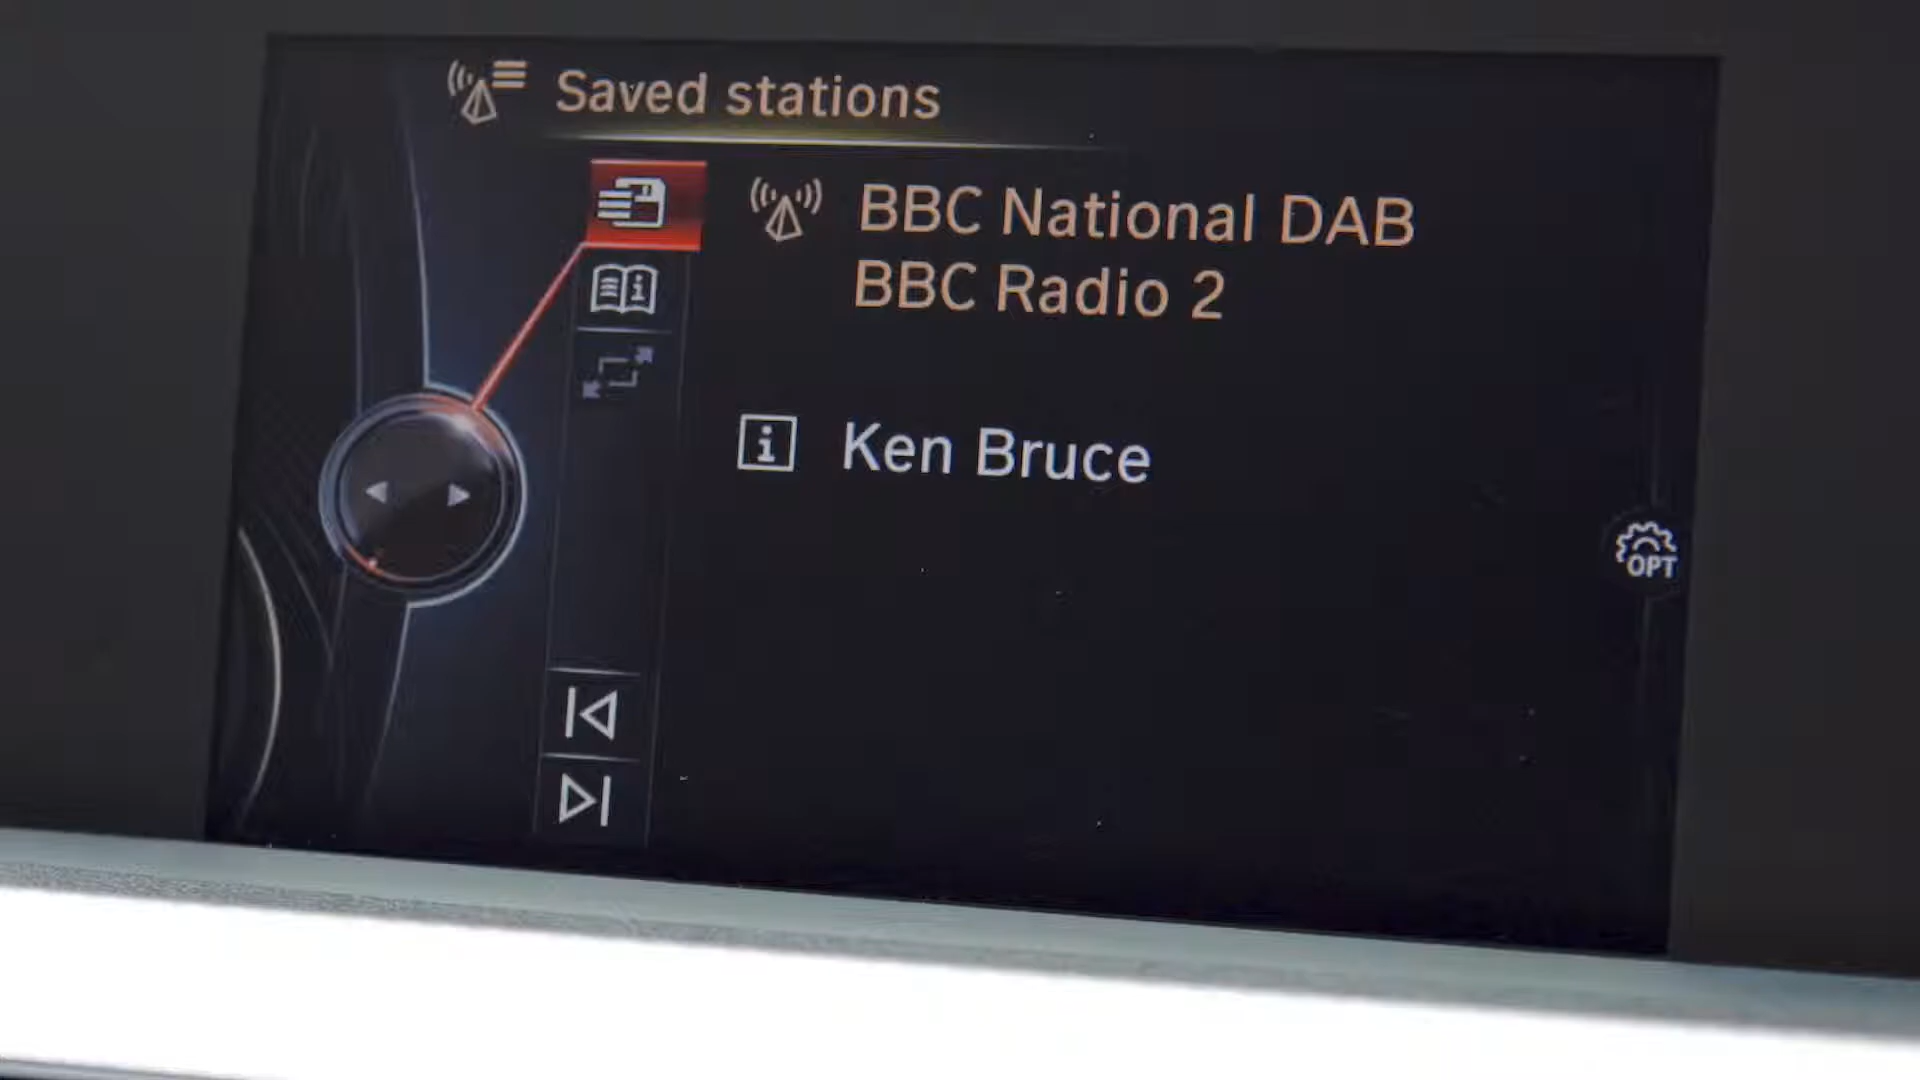 Saved stations
BBC National DAB
BBC Radio 2
Ken Bruce
OPT